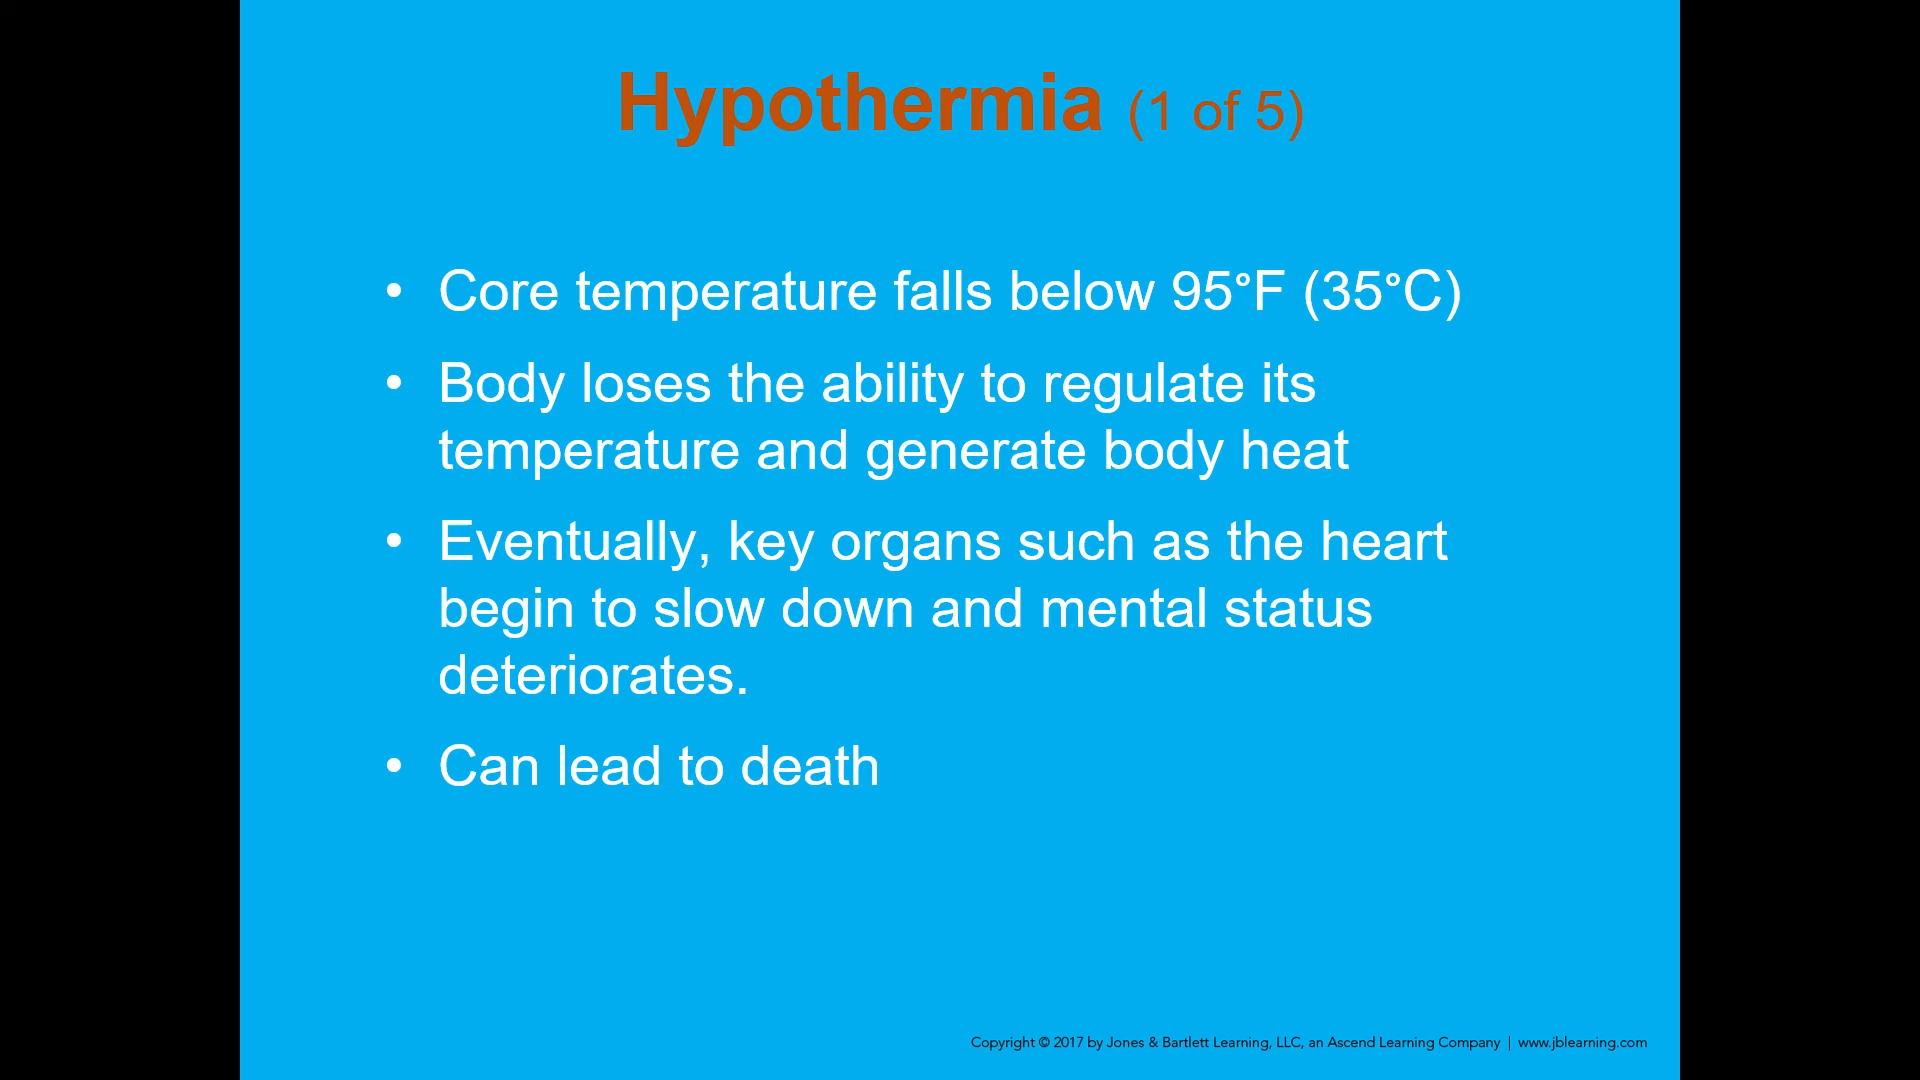 Hypothermia (1 of 5)
• Core temperature falls below 95°F (35°C)
• Body loses the ability to regulate its
temperature and generate body heat
• Eventually, key organs such as the heart
begin to slow down and mental status
deteriorates.
• Can lead to death
Copyright © 2017 by Jones & Bartlett Learning, LLC, an Ascend Learning Company | www.jblearning.com